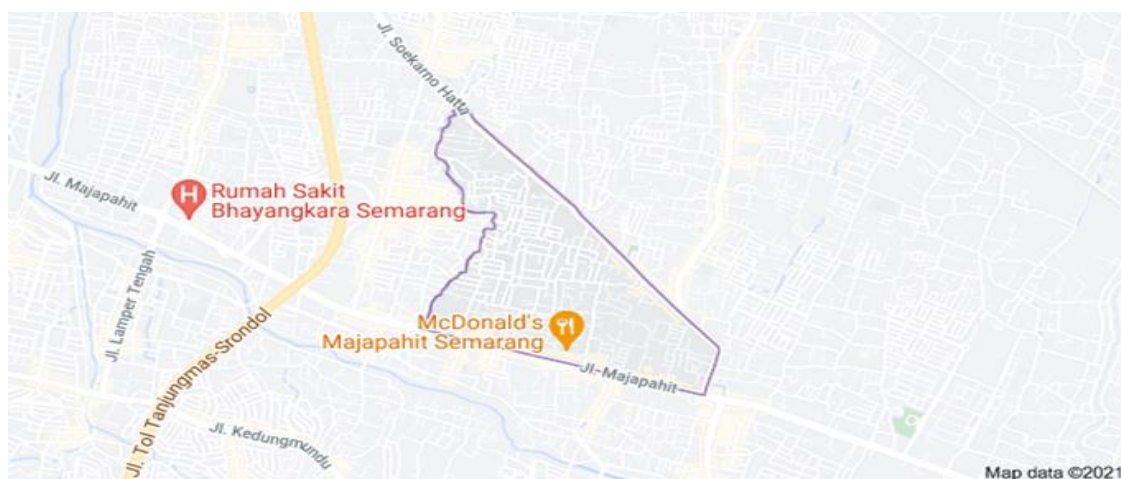 Jl. Soekarno Hatta
Jl. Majapahit
Rumah Sakit
Bhayangkara Semarang
Jl. Lamper Tengah
McDonald's
Majapahit Semarang
Jl. Majapahit
Jl. Tol Tanjungmas-Srondol
Jl. Kedungmundu
Map data ©2021